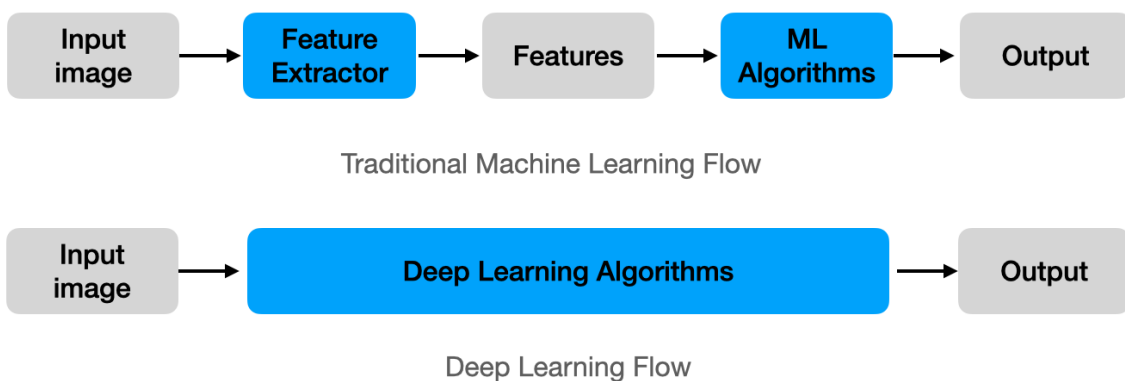 Input
image
Feature
Extractor
Features
ML
Algorithms
Output
Traditional Machine Learning Flow
Input
image
Deep Learning Algorithms
Output
Deep Learning Flow